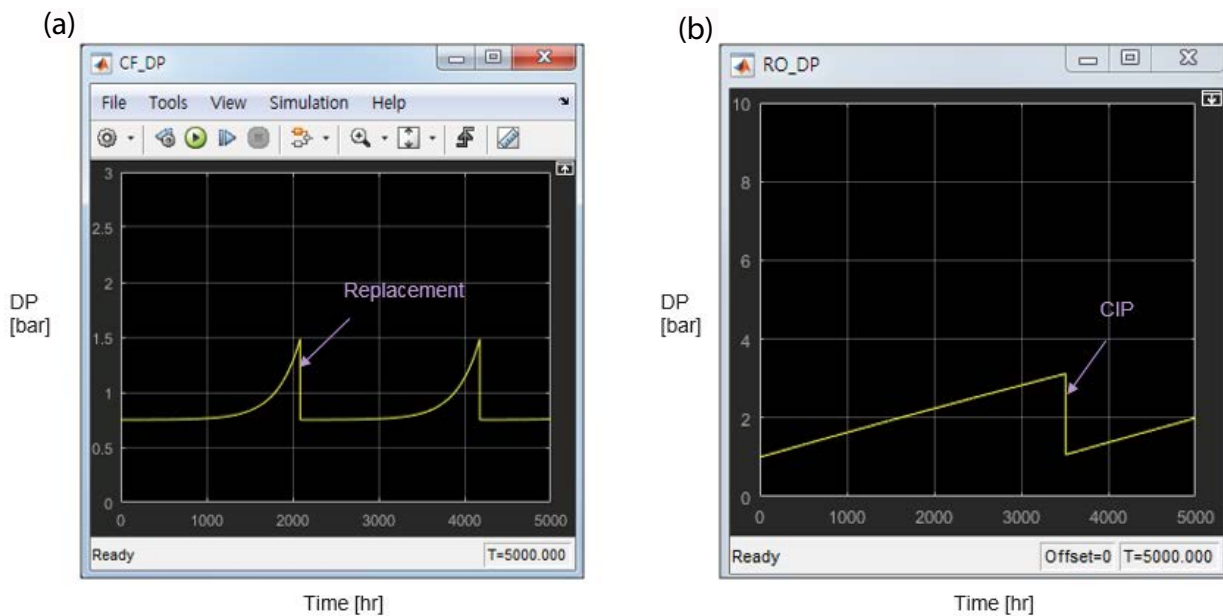 (a)
CF_DP
File Tools View Simulation Help
3
2.5
2
1.5
1
0.5
0
0 1000 2000 3000 4000 5000
Replacement
Ready T=5000.000
DP
[bar]
Time [hr]
(b)
RO_DP
10
8
6
4
2
0
0 1000 2000 3000 4000 5000
CIP
Ready Offset=0 T=5000.000
DP
[bar]
Time [hr]